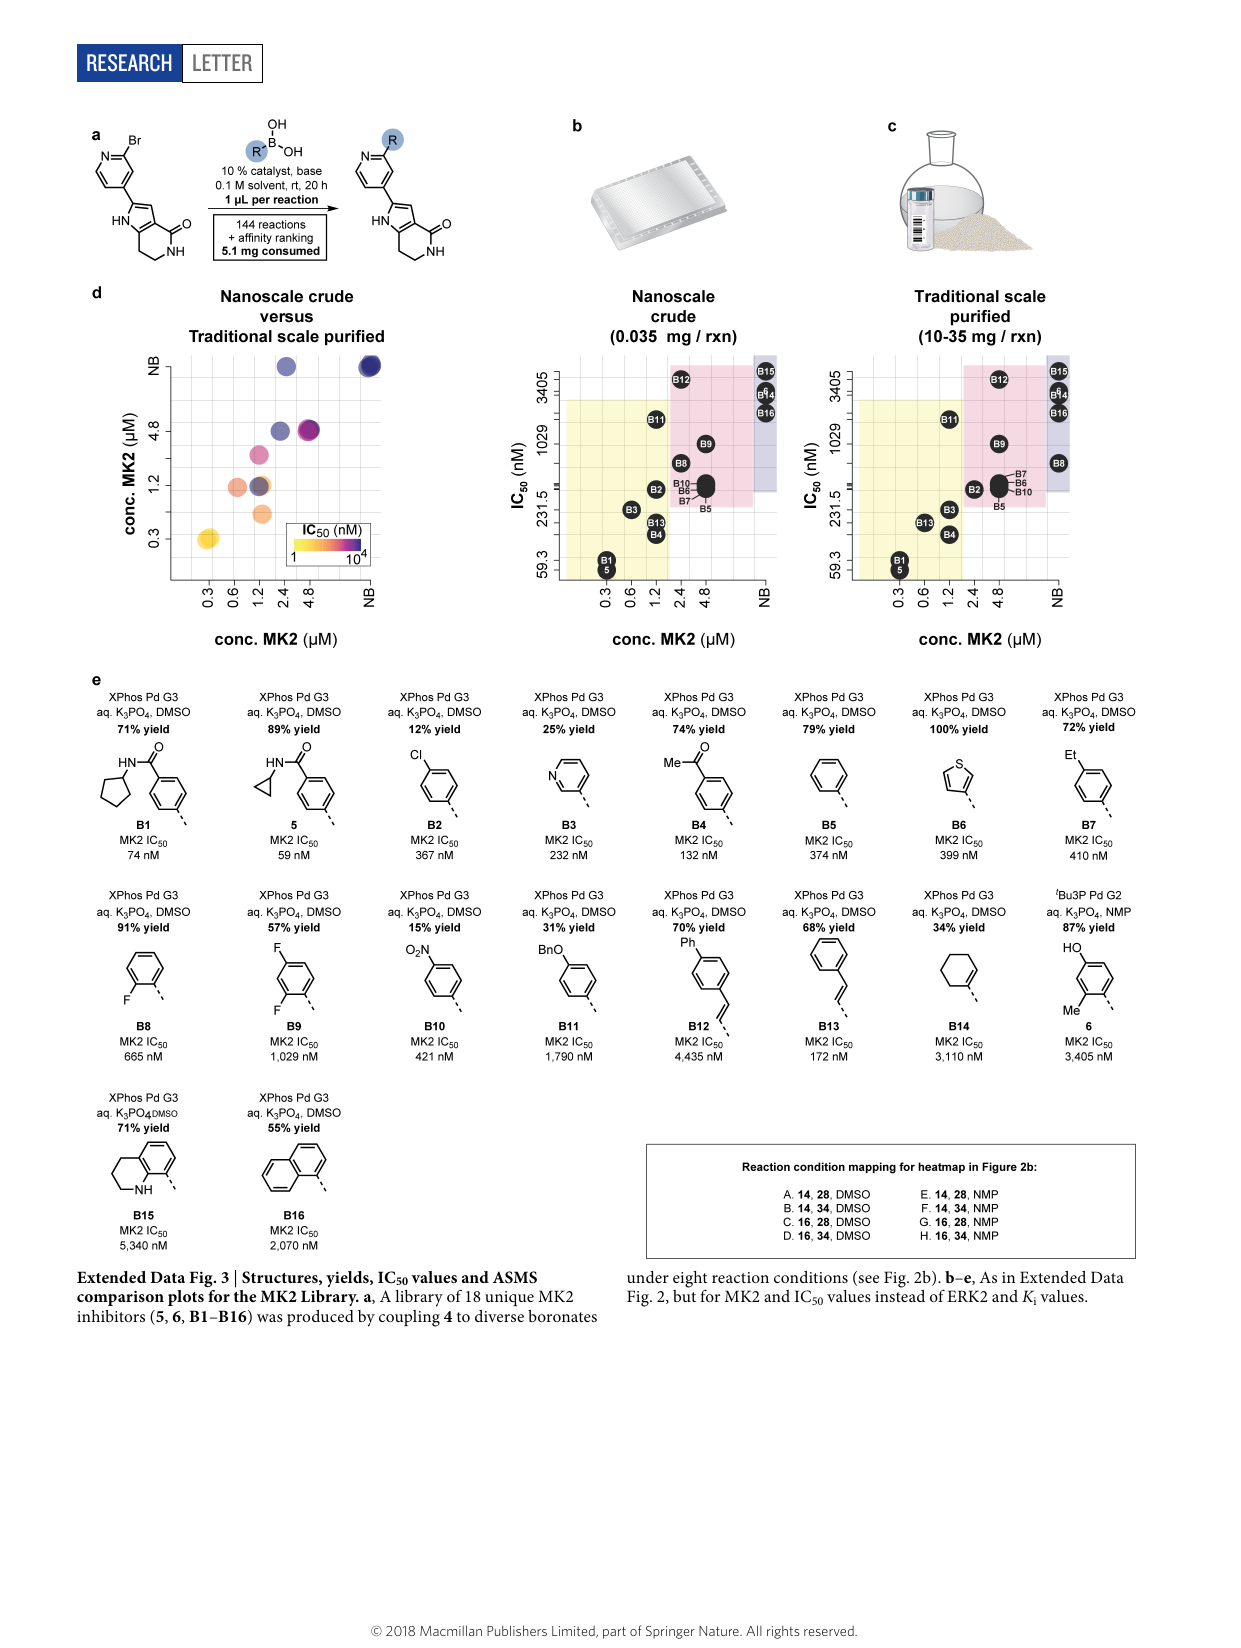 RESEARCH LETTER
a
Br
N
HN
O
NH
OH
B
R
OH
10 % catalyst, base
0.1 M solvent, rt, 20 h
1 µL per reaction
144 reactions
+ affinity ranking
5.1 mg consumed
R
N
HN
O
NH
b
c
d
Nanoscale crude
versus
Traditional scale purified
conc. MK2 (µM)
NB
4.8
1.2
0.3
IC50 (nM)
1 10⁴
0.3 0.6 1.2 2.4 4.8 NB
conc. MK2 (µM)
Nanoscale
crude
(0.035 mg / rxn)
IC50 (nM)
3405
1029
231.5
59.3
B15
B12
6
B14
B16
B11
B9
B8
B10
B2
B6
B7
B5
B3
B13
B4
B1
5
0.3 0.6 1.2 2.4 4.8 NB
conc. MK2 (µM)
Traditional scale
purified
(10-35 mg / rxn)
IC50 (nM)
3405
1029
231.5
59.3
B15
B12
6
B14
B16
B11
B9
B8
B7
B6
B2
B10
B5
B3
B13
B4
B1
5
0.3 0.6 1.2 2.4 4.8 NB
conc. MK2 (µM)
e
XPhos Pd G3 XPhos Pd G3 XPhos Pd G3 XPhos Pd G3 XPhos Pd G3 XPhos Pd G3 XPhos Pd G3 XPhos Pd G3
aq. K3PO4, DMSO aq. K3PO4, DMSO aq. K3PO4, DMSO aq. K3PO4, DMSO aq. K3PO4, DMSO aq. K3PO4, DMSO aq. K3PO4, DMSO aq. K3PO4, DMSO
71% yield 89% yield 12% yield 25% yield 74% yield 79% yield 100% yield 72% yield
O O Cl O Et
HN HN N Me S
B1 5 B2 B3 B4 B5 B6 B7
MK2 IC50 MK2 IC50 MK2 IC50 MK2 IC50 MK2 IC50 MK2 IC50 MK2 IC50 MK2 IC50
74 nM 59 nM 367 nM 232 nM 132 nM 374 nM 399 nM 410 nM
XPhos Pd G3 XPhos Pd G3 XPhos Pd G3 XPhos Pd G3 XPhos Pd G3 XPhos Pd G3 XPhos Pd G3 tBu3P Pd G2
aq. K3PO4, DMSO aq. K3PO4, DMSO aq. K3PO4, DMSO aq. K3PO4, DMSO aq. K3PO4, DMSO aq. K3PO4, DMSO aq. K3PO4, DMSO aq. K3PO4, NMP
91% yield 57% yield 15% yield 31% yield 70% yield 68% yield 34% yield 87% yield
F O2N BnO Ph HO
F F Me
B8 B9 B10 B11 B12 B13 B14 6
MK2 IC50 MK2 IC50 MK2 IC50 MK2 IC50 MK2 IC50 MK2 IC50 MK2 IC50 MK2 IC50
665 nM 1,029 nM 421 nM 1,790 nM 4,435 nM 172 nM 3,110 nM 3,405 nM
XPhos Pd G3 XPhos Pd G3
aq. K3PO4DMSO aq. K3PO4, DMSO
71% yield 55% yield
NH
B15 B16
MK2 IC50 MK2 IC50
5,340 nM 2,070 nM
Reaction condition mapping for heatmap in Figure 2b:
A. 14, 28, DMSO E. 14, 28, NMP
B. 14, 34, DMSO F. 14, 34, NMP
C. 16, 28, DMSO G. 16, 28, NMP
D. 16, 34, DMSO H. 16, 34, NMP
Extended Data Fig. 3 | Structures, yields, IC50 values and ASMS
comparison plots for the MK2 Library. a, A library of 18 unique MK2
inhibitors (5, 6, B1–B16) was produced by coupling 4 to diverse boronates
under eight reaction conditions (see Fig. 2b). b–e, As in Extended Data
Fig. 2, but for MK2 and IC50 values instead of ERK2 and Ki values.
© 2018 Macmillan Publishers Limited, part of Springer Nature. All rights reserved.